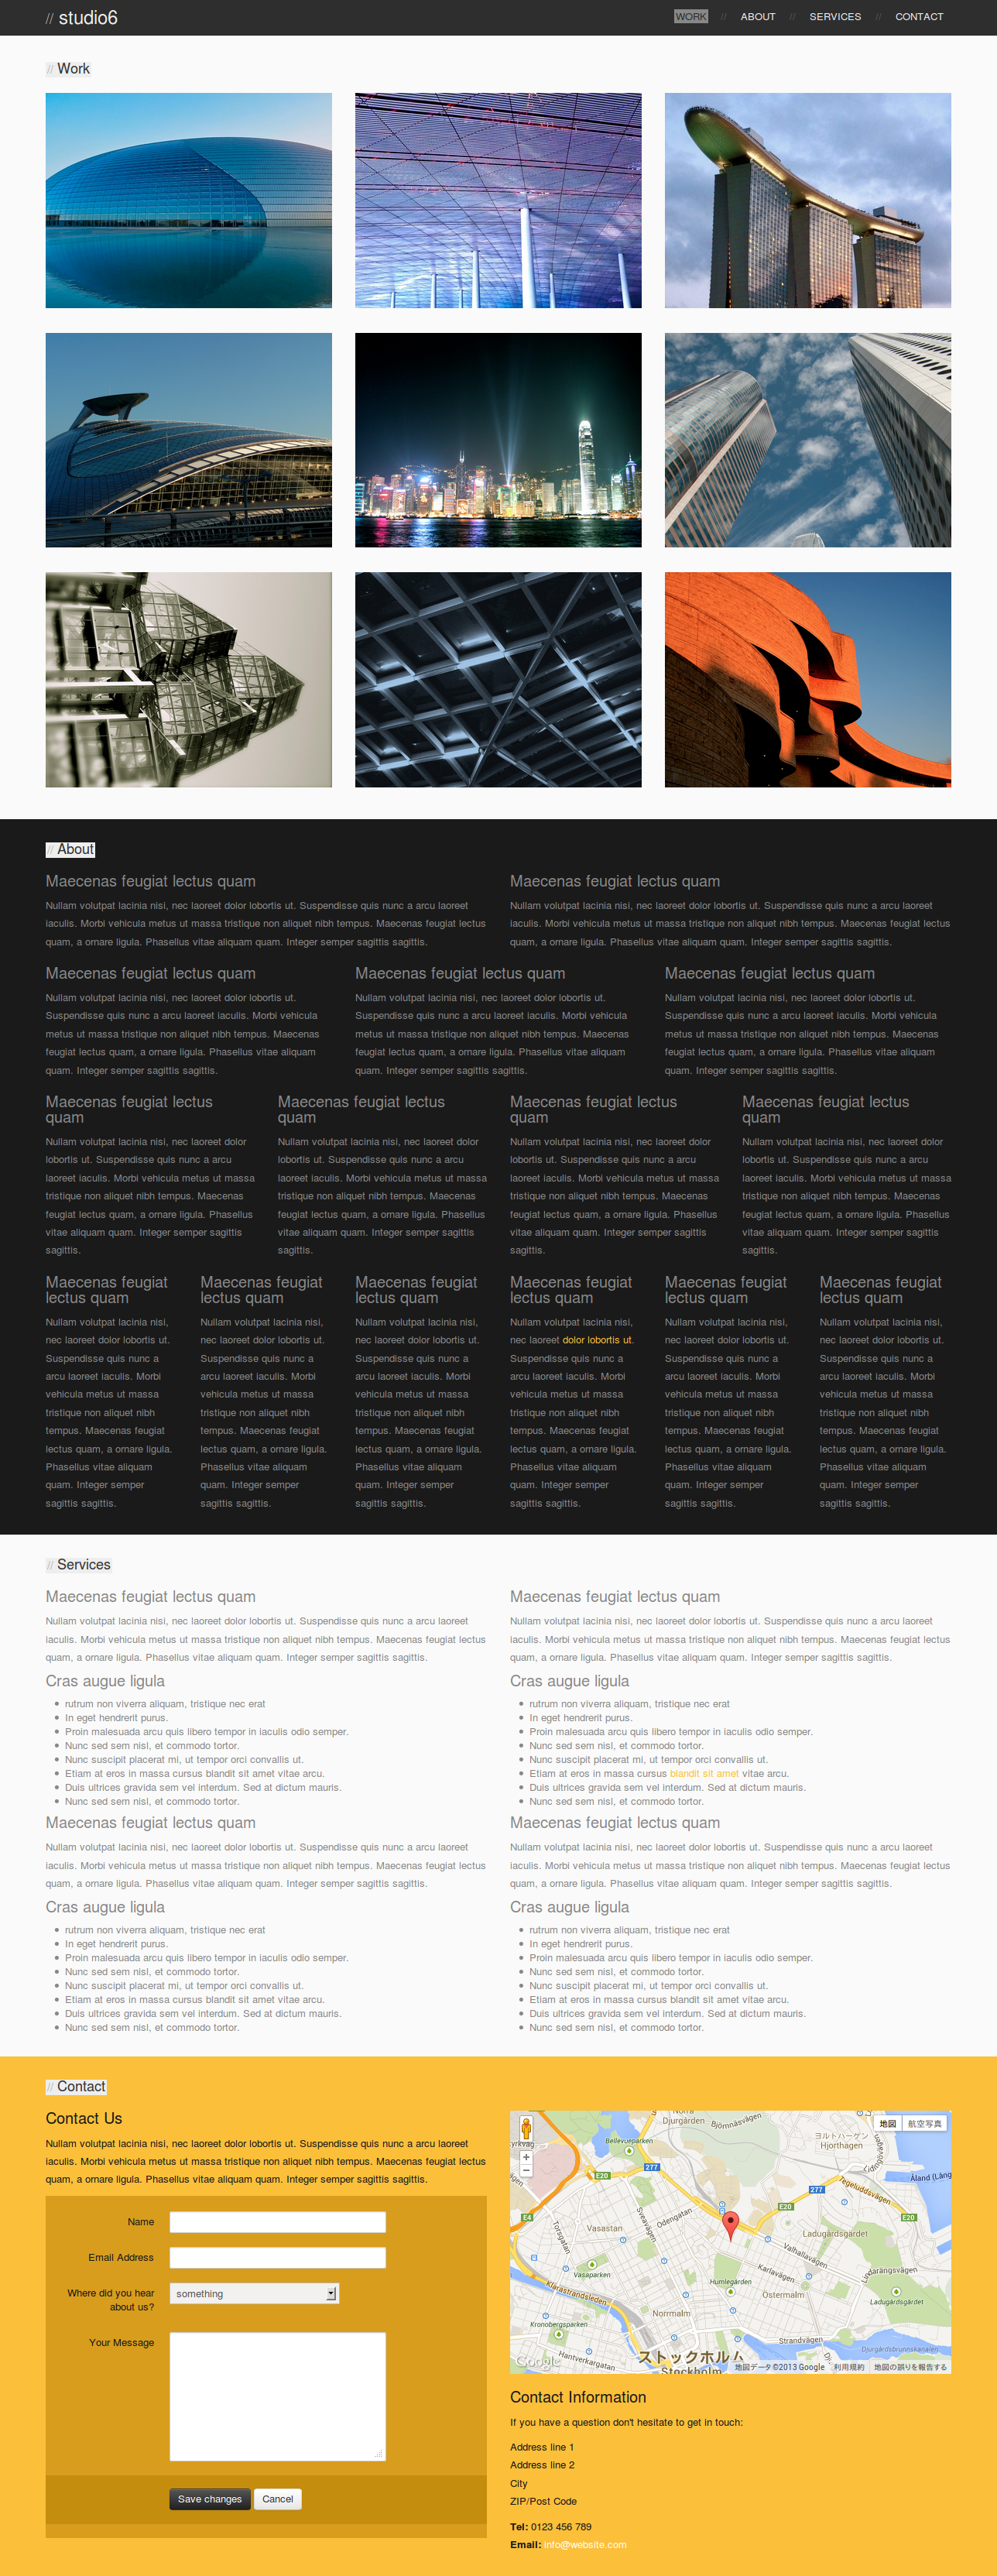 // studio6
WORK // ABOUT // SERVICES // CONTACT
// Work
// About
Maecenas feugiat lectus quam
Nullam volutpat lacinia nisi, nec laoreet dolor lobortis ut. Suspendisse quis nunc a arcu laoreet
iaculis. Morbi vehicula metus ut massa tristique non aliquet nibh tempus. Maecenas feugiat lectus
quam, a ornare ligula. Phasellus vitae aliquam quam. Integer semper sagittis sagittis.
Maecenas feugiat lectus quam
Nullam volutpat lacinia nisi, nec laoreet dolor lobortis ut. Suspendisse quis nunc a arcu laoreet
iaculis. Morbi vehicula metus ut massa tristique non aliquet nibh tempus. Maecenas feugiat lectus
quam, a ornare ligula. Phasellus vitae aliquam quam. Integer semper sagittis sagittis.
Maecenas feugiat lectus quam
Nullam volutpat lacinia nisi, nec laoreet dolor lobortis ut.
Suspendisse quis nunc a arcu laoreet iaculis. Morbi vehicula
metus ut massa tristique non aliquet nibh tempus. Maecenas
feugiat lectus quam, a ornare ligula. Phasellus vitae aliquam
quam. Integer semper sagittis sagittis.
Maecenas feugiat lectus quam
Nullam volutpat lacinia nisi, nec laoreet dolor lobortis ut.
Suspendisse quis nunc a arcu laoreet iaculis. Morbi vehicula
metus ut massa tristique non aliquet nibh tempus. Maecenas
feugiat lectus quam, a ornare ligula. Phasellus vitae aliquam
quam. Integer semper sagittis sagittis.
Maecenas feugiat lectus quam
Nullam volutpat lacinia nisi, nec laoreet dolor lobortis ut.
Suspendisse quis nunc a arcu laoreet iaculis. Morbi vehicula
metus ut massa tristique non aliquet nibh tempus. Maecenas
feugiat lectus quam, a ornare ligula. Phasellus vitae aliquam
quam. Integer semper sagittis sagittis.
Maecenas feugiat lectus
quam
Nullam volutpat lacinia nisi, nec laoreet dolor
lobortis ut. Suspendisse quis nunc a arcu
laoreet iaculis. Morbi vehicula metus ut massa
tristique non aliquet nibh tempus. Maecenas
feugiat lectus quam, a ornare ligula. Phasellus
vitae aliquam quam. Integer semper sagittis
sagittis.
Maecenas feugiat lectus
quam
Nullam volutpat lacinia nisi, nec laoreet dolor
lobortis ut. Suspendisse quis nunc a arcu
laoreet iaculis. Morbi vehicula metus ut massa
tristique non aliquet nibh tempus. Maecenas
feugiat lectus quam, a ornare ligula. Phasellus
vitae aliquam quam. Integer semper sagittis
sagittis.
Maecenas feugiat lectus
quam
Nullam volutpat lacinia nisi, nec laoreet dolor
lobortis ut. Suspendisse quis nunc a arcu
laoreet iaculis. Morbi vehicula metus ut massa
tristique non aliquet nibh tempus. Maecenas
feugiat lectus quam, a ornare ligula. Phasellus
vitae aliquam quam. Integer semper sagittis
sagittis.
Maecenas feugiat lectus
quam
Nullam volutpat lacinia nisi, nec laoreet dolor
lobortis ut. Suspendisse quis nunc a arcu
laoreet iaculis. Morbi vehicula metus ut massa
tristique non aliquet nibh tempus. Maecenas
feugiat lectus quam, a ornare ligula. Phasellus
vitae aliquam quam. Integer semper sagittis
sagittis.
Maecenas feugiat
lectus quam
Nullam volutpat lacinia nisi,
nec laoreet dolor lobortis ut.
Suspendisse quis nunc a
arcu laoreet iaculis. Morbi
vehicula metus ut massa
tristique non aliquet nibh
tempus. Maecenas feugiat
lectus quam, a ornare ligula.
Phasellus vitae aliquam
quam. Integer semper
sagittis sagittis.
Maecenas feugiat
lectus quam
Nullam volutpat lacinia nisi,
nec laoreet dolor lobortis ut.
Suspendisse quis nunc a
arcu laoreet iaculis. Morbi
vehicula metus ut massa
tristique non aliquet nibh
tempus. Maecenas feugiat
lectus quam, a ornare ligula.
Phasellus vitae aliquam
quam. Integer semper
sagittis sagittis.
Maecenas feugiat
lectus quam
Nullam volutpat lacinia nisi,
nec laoreet dolor lobortis ut.
Suspendisse quis nunc a
arcu laoreet iaculis. Morbi
vehicula metus ut massa
tristique non aliquet nibh
tempus. Maecenas feugiat
lectus quam, a ornare ligula.
Phasellus vitae aliquam
quam. Integer semper
sagittis sagittis.
Maecenas feugiat
lectus quam
Nullam volutpat lacinia nisi,
nec laoreet dolor lobortis ut.
Suspendisse quis nunc a
arcu laoreet iaculis. Morbi
vehicula metus ut massa
tristique non aliquet nibh
tempus. Maecenas feugiat
lectus quam, a ornare ligula.
Phasellus vitae aliquam
quam. Integer semper
sagittis sagittis.
Maecenas feugiat
lectus quam
Nullam volutpat lacinia nisi,
nec laoreet dolor lobortis ut.
Suspendisse quis nunc a
arcu laoreet iaculis. Morbi
vehicula metus ut massa
tristique non aliquet nibh
tempus. Maecenas feugiat
lectus quam, a ornare ligula.
Phasellus vitae aliquam
quam. Integer semper
sagittis sagittis.
Maecenas feugiat
lectus quam
Nullam volutpat lacinia nisi,
nec laoreet dolor lobortis ut.
Suspendisse quis nunc a
arcu laoreet iaculis. Morbi
vehicula metus ut massa
tristique non aliquet nibh
tempus. Maecenas feugiat
lectus quam, a ornare ligula.
Phasellus vitae aliquam
quam. Integer semper
sagittis sagittis.
// Services
Maecenas feugiat lectus quam
Nullam volutpat lacinia nisi, nec laoreet dolor lobortis ut. Suspendisse quis nunc a arcu laoreet
iaculis. Morbi vehicula metus ut massa tristique non aliquet nibh tempus. Maecenas feugiat lectus
quam, a ornare ligula. Phasellus vitae aliquam quam. Integer semper sagittis sagittis.
Cras augue ligula
rutrum non viverra aliquam, tristique nec erat
In eget hendrerit purus.
Proin malesuada arcu quis libero tempor in iaculis odio semper.
Nunc sed sem nisl, et commodo tortor.
Nunc suscipit placerat mi, ut tempor orci convallis ut.
Etiam at eros in massa cursus blandit sit amet vitae arcu.
Duis ultrices gravida sem vel interdum. Sed at dictum mauris.
Nunc sed sem nisl, et commodo tortor.
Maecenas feugiat lectus quam
Nullam volutpat lacinia nisi, nec laoreet dolor lobortis ut. Suspendisse quis nunc a arcu laoreet
iaculis. Morbi vehicula metus ut massa tristique non aliquet nibh tempus. Maecenas feugiat lectus
quam, a ornare ligula. Phasellus vitae aliquam quam. Integer semper sagittis sagittis.
Cras augue ligula
rutrum non viverra aliquam, tristique nec erat
In eget hendrerit purus.
Proin malesuada arcu quis libero tempor in iaculis odio semper.
Nunc sed sem nisl, et commodo tortor.
Nunc suscipit placerat mi, ut tempor orci convallis ut.
Etiam at eros in massa cursus blandit sit amet vitae arcu.
Duis ultrices gravida sem vel interdum. Sed at dictum mauris.
Nunc sed sem nisl, et commodo tortor.
Maecenas feugiat lectus quam
Nullam volutpat lacinia nisi, nec laoreet dolor lobortis ut. Suspendisse quis nunc a arcu laoreet
iaculis. Morbi vehicula metus ut massa tristique non aliquet nibh tempus. Maecenas feugiat lectus
quam, a ornare ligula. Phasellus vitae aliquam quam. Integer semper sagittis sagittis.
Cras augue ligula
rutrum non viverra aliquam, tristique nec erat
In eget hendrerit purus.
Proin malesuada arcu quis libero tempor in iaculis odio semper.
Nunc sed sem nisl, et commodo tortor.
Nunc suscipit placerat mi, ut tempor orci convallis ut.
Etiam at eros in massa cursus blandit sit amet vitae arcu.
Duis ultrices gravida sem vel interdum. Sed at dictum mauris.
Nunc sed sem nisl, et commodo tortor.
Maecenas feugiat lectus quam
Nullam volutpat lacinia nisi, nec laoreet dolor lobortis ut. Suspendisse quis nunc a arcu laoreet
iaculis. Morbi vehicula metus ut massa tristique non aliquet nibh tempus. Maecenas feugiat lectus
quam, a ornare ligula. Phasellus vitae aliquam quam. Integer semper sagittis sagittis.
Cras augue ligula
rutrum non viverra aliquam, tristique nec erat
In eget hendrerit purus.
Proin malesuada arcu quis libero tempor in iaculis odio semper.
Nunc sed sem nisl, et commodo tortor.
Nunc suscipit placerat mi, ut tempor orci convallis ut.
Etiam at eros in massa cursus blandit sit amet vitae arcu.
Duis ultrices gravida sem vel interdum. Sed at dictum mauris.
Nunc sed sem nisl, et commodo tortor.
// Contact
Contact Us
Nullam volutpat lacinia nisi, nec laoreet dolor lobortis ut. Suspendisse quis nunc a arcu laoreet
iaculis. Morbi vehicula metus ut massa tristique non aliquet nibh tempus. Maecenas feugiat lectus
quam, a ornare ligula. Phasellus vitae aliquam quam. Integer semper sagittis sagittis.
Name
Email Address
Where did you hear
about us?
something
Your Message
Save changes
Cancel
Norra
Djurgården
Björnnäsvägen
地図
航空写真
ヨルトハーゲン
Hjorthagen
Bellevueparken
277
E20
Tegeluddsvägen
277
Åland (Lång
E20
E20
E4
Vasastan
Torsgatan
Sveavägen
Odengatan
Valhallavägen
Ladugårdsgärdet
Lindarängsvägen
Vasaparken
Karlavägen
Humlegården
Östermalm
Ladugårdsgärdet
Klarastrandsleden
Norrmalm
Kronobergsparken
Strandvägen
Djurgårdsbrunnskanalen
Hantverkargatan
ストックホルム
Stockholm
Google
地図データ©2013 Google
利用規約
地図の誤りを報告する
Contact Information
If you have a question don't hesitate to get in touch:
Address line 1
Address line 2
City
ZIP/Post Code
Tel: 0123 456 789
Email: info@website.com